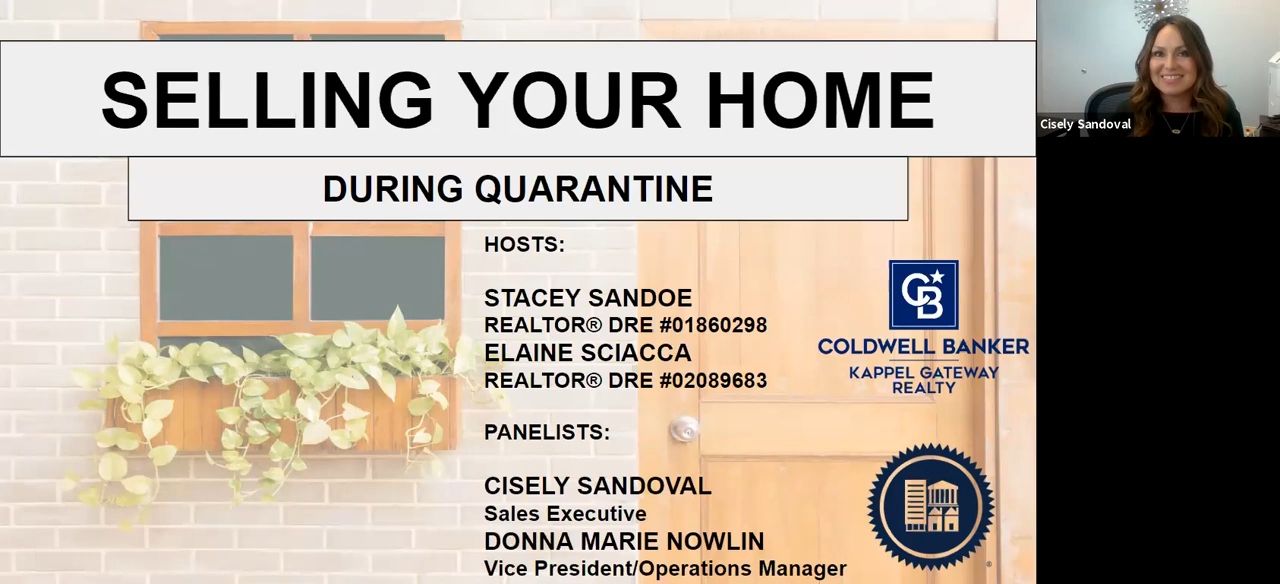 SELLING YOUR HOME
DURING QUARANTINE
HOSTS:
STACEY SANDOE
REALTOR® DRE #01860298
ELAINE SCIACCA
REALTOR® DRE #02089683
PANELISTS:
CISELY SANDOVAL
Sales Executive
DONNA MARIE NOWLIN
Vice President/Operations Manager
CB
COLDWELL BANKER
KAPPEL GATEWAY
REALTY
®
Cisely Sandoval